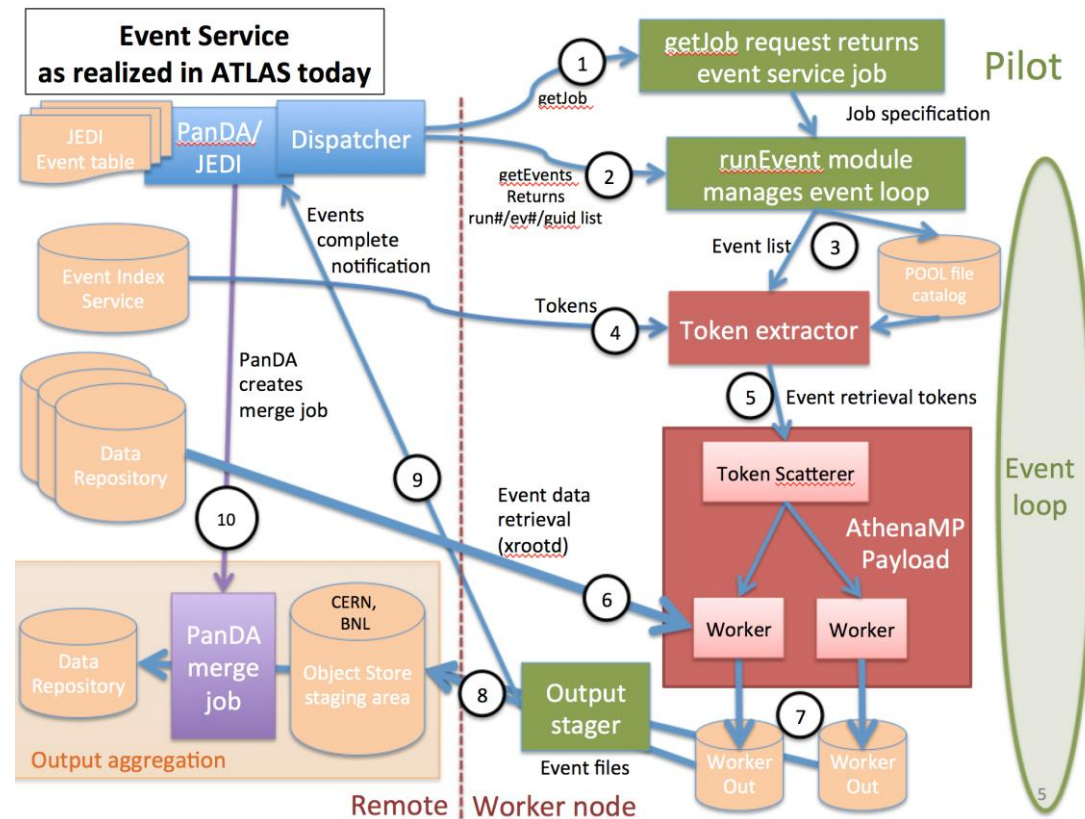 Event Service
as realized in ATLAS today
getJob request returns
event service job
Pilot
1
getJob
Job specification
JEDI
Event table
PanDA/
JEDI
Dispatcher
2
getEvents
Returns
run#/ev#/guid list
runEvent module
manages event loop
Events
complete
notification
Event list
3
POOL file
catalog
Event Index
Service
Tokens
4
Token extractor
PanDA
creates
merge job
5
Event retrieval tokens
Data
Repository
Token Scatterer
Event
loop
9
10
Event data
retrieval
(xrootd)
AthenaMP
Payload
6
Worker
Worker
CERN,
BNL
Data
Repository
PanDA
merge
job
Object Store
staging area
8
Output
stager
7
Output aggregation
Event files
Worker
Out
Worker
Out
5
Remote
Worker node